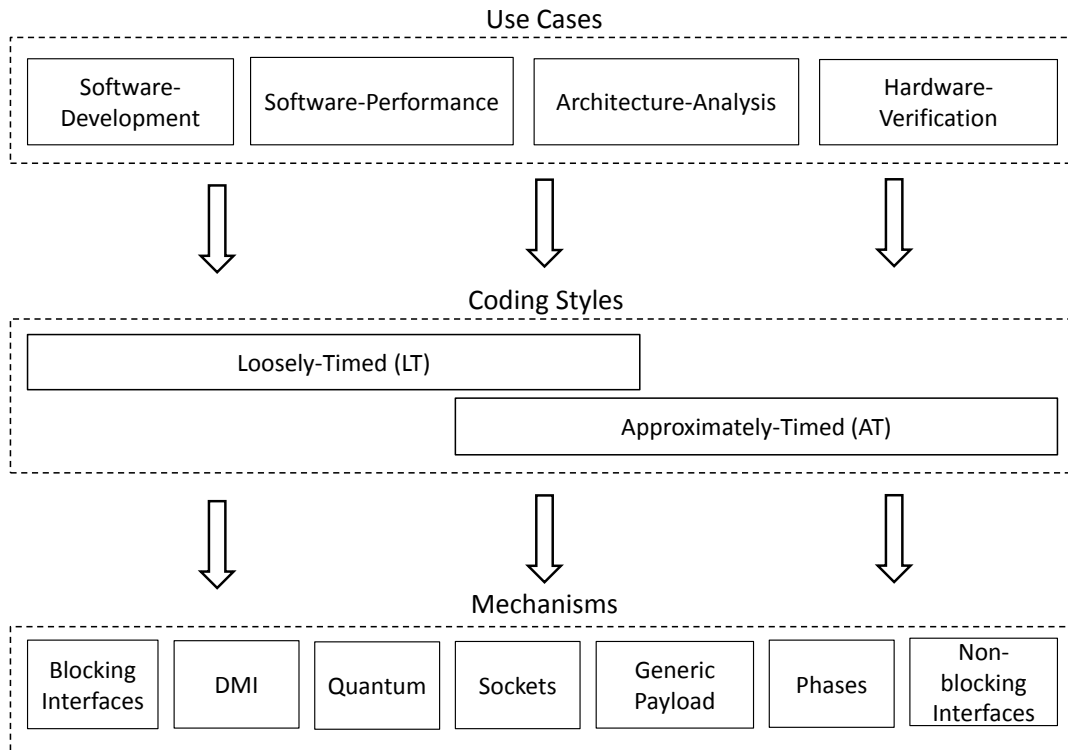 Use Cases
Software-
Development
Software-Performance
Architecture-Analysis
Hardware-
Verification
Coding Styles
Loosely-Timed (LT)
Approximately-Timed (AT)
Mechanisms
Blocking
Interfaces
DMI
Quantum
Sockets
Generic
Payload
Phases
Non-
blocking
Interfaces